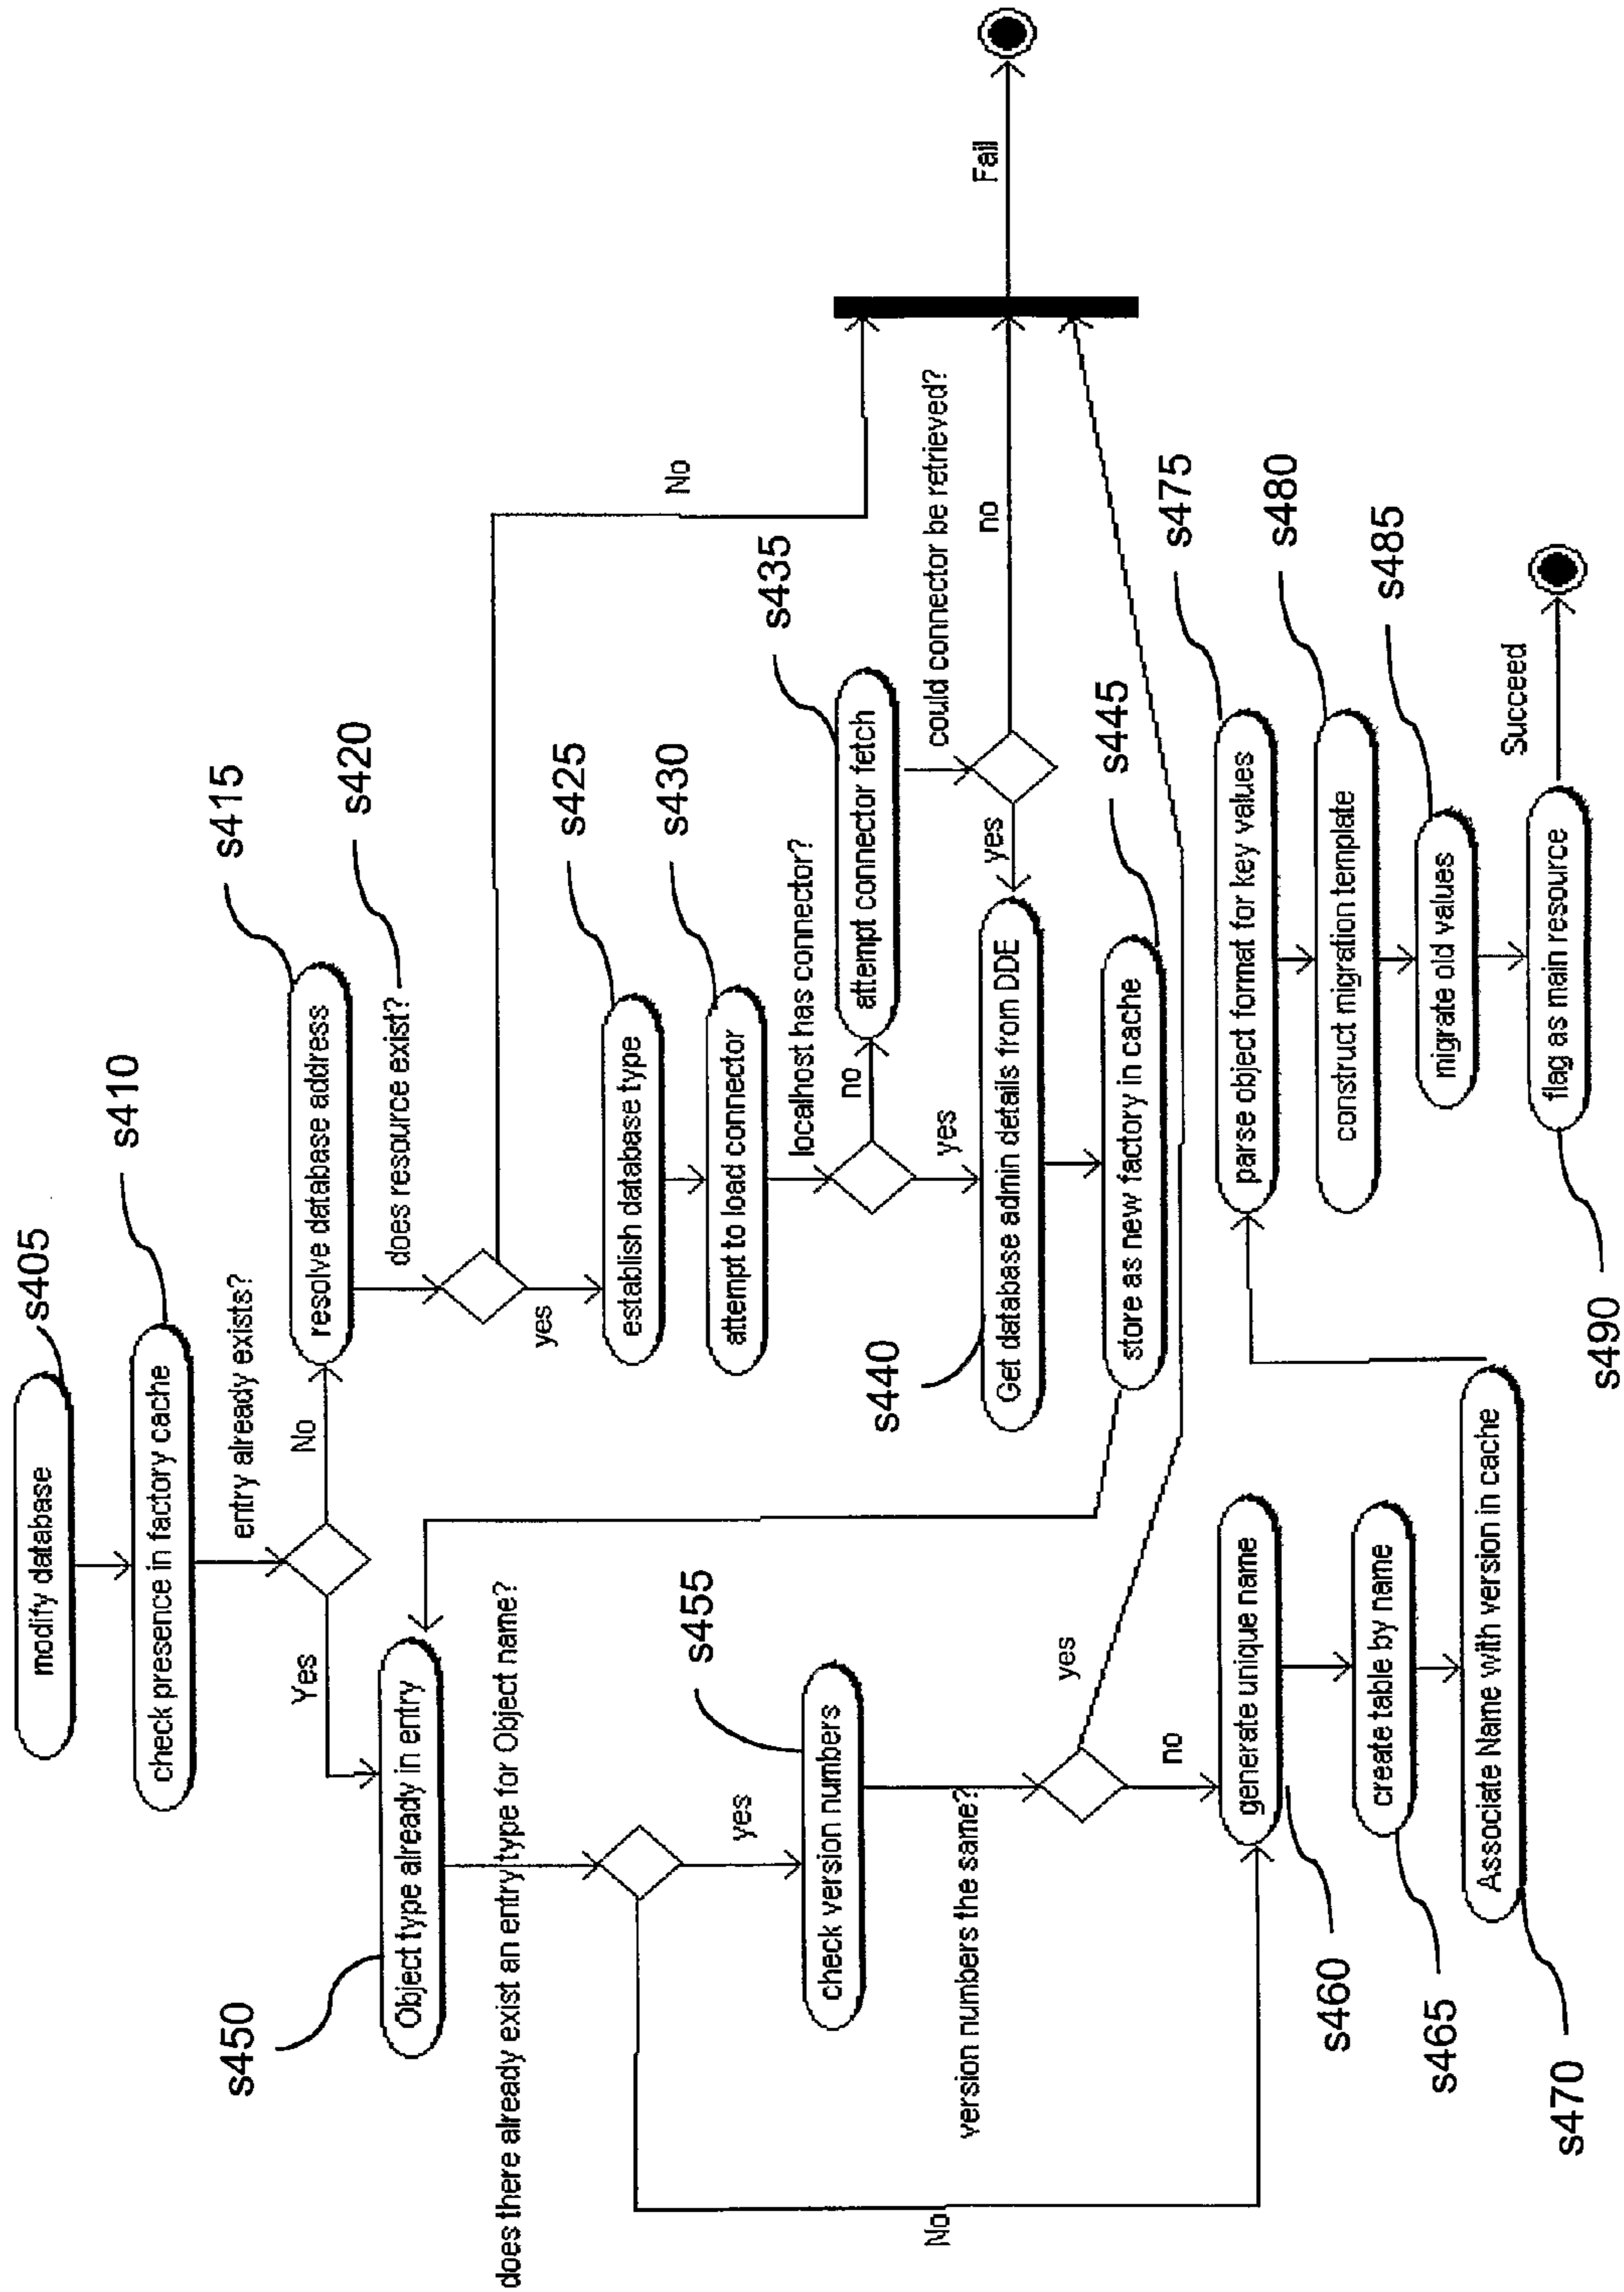 modify database
s405
check presence in factory cache
s410
entry already exists?
Yes
No
resolve database address
s415
does resource exist?
s420
No
yes
establish database type
s425
attempt to load connector
s430
localhost has connector?
no
attempt connector fetch
s435
yes
could connector be retrieved?
yes
no
Fail
Get database admin details from DDE
s440
store as new factory in cache
s445
Object type already in entry
s450
does there already exist an entry type for Object name?
yes
No
check version numbers
s455
version numbers the same?
yes
no
generate unique name
s460
create table by name
s465
Associate Name with version in cache
s470
parse object format for key values
s475
construct migration template
s480
migrate old values
s485
flag as main resource
s490
Succeed